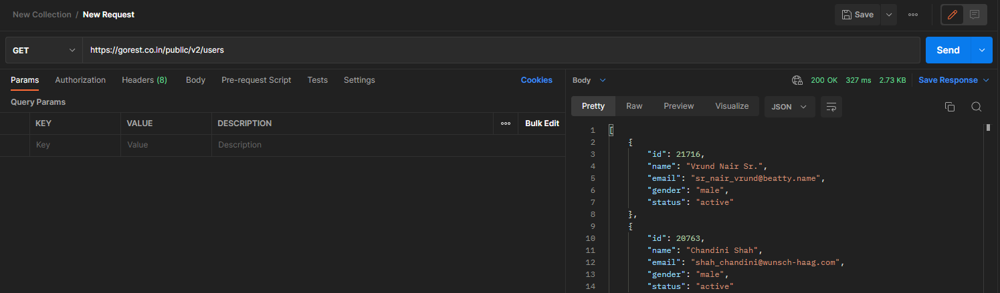 New Collection / New Request
Save
GET https://gorest.co.in/public/v2/users Send
Params Authorization Headers (8) Body Pre-request Script Tests Settings Cookies
Query Params
KEY VALUE DESCRIPTION Bulk Edit
Key Value Description
Body 200 OK 327 ms 2.73 KB Save Response
Pretty Raw Preview Visualize JSON
1 [
2 {
3 "id": 21716,
4 "name": "Vrund Nair Sr.",
5 "email": "sr_nair_vrund@beatty.name",
6 "gender": "male",
7 "status": "active"
8 },
9 {
10 "id": 20763,
11 "name": "Chandini Shah",
12 "email": "shah_chandini@wunsch-haag.com",
13 "gender": "male",
14 "status": "active"